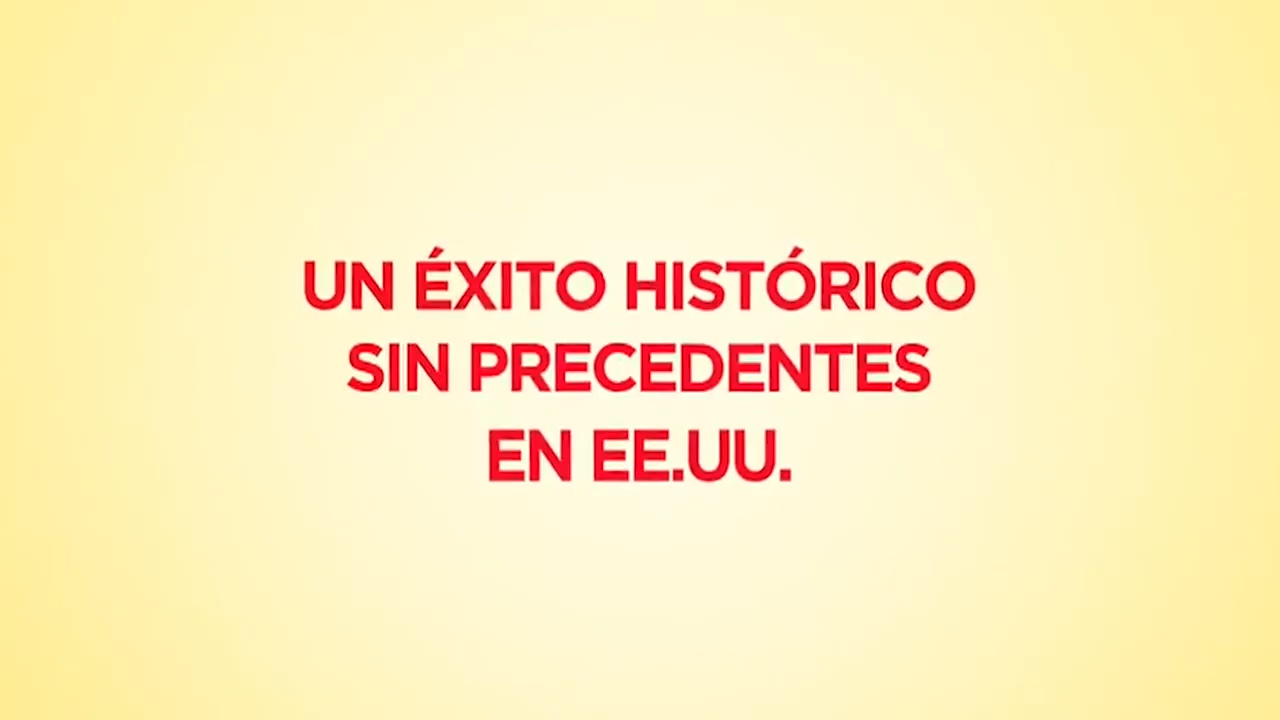 UN ÉXITO HISTÓRICO
SIN PRECEDENTES
EN EE.UU.